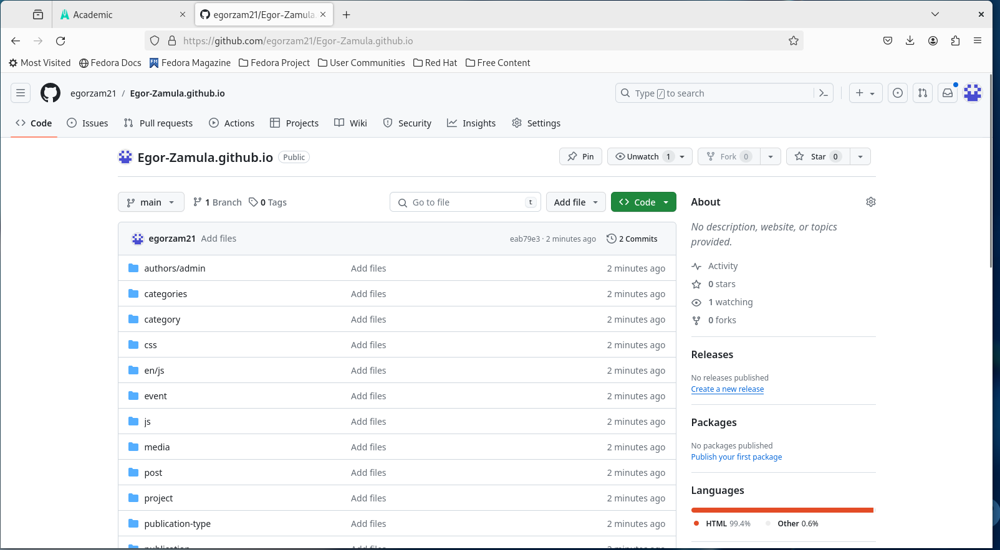 Academic
egorzam21/Egor-Zamula.
https://github.com/egorzam21/Egor-Zamula.github.io
Most Visited Fedora Docs Fedora Magazine Fedora Project User Communities Red Hat Free Content
egorzam21 / Egor-Zamula.github.io Type / to search
Code Issues Pull requests Actions Projects Wiki Security Insights Settings
Egor-Zamula.github.io Public Pin Unwatch 1 Fork 0 Star 0
main 1 Branch 0 Tags Go to file t Add file Code
egorzam21 Add files eab79e3 · 2 minutes ago 2 Commits
authors/admin Add files 2 minutes ago
categories Add files 2 minutes ago
category Add files 2 minutes ago
css Add files 2 minutes ago
en/js Add files 2 minutes ago
event Add files 2 minutes ago
js Add files 2 minutes ago
media Add files 2 minutes ago
post Add files 2 minutes ago
project Add files 2 minutes ago
publication-type Add files 2 minutes ago
publication Add files 2 minutes ago
About
No description, website, or topics
provided.
Activity
0 stars
1 watching
0 forks
Releases
No releases published
Create a new release
Packages
No packages published
Publish your first package
Languages
HTML 99.4% Other 0.6%